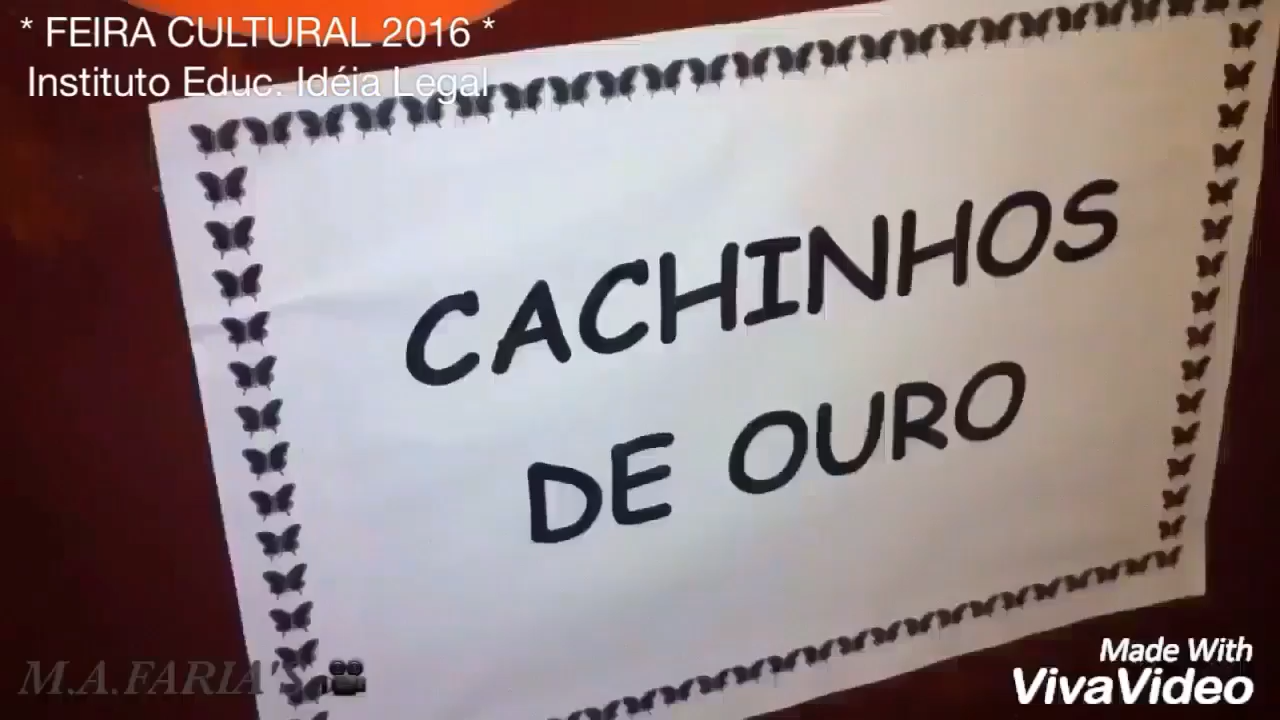 * FEIRA CULTURAL 2016 *
Instituto Educ. Idéia Legal
CACHINHOS
DE OURO
M.A.FARIA'S
Made With
VivaVideo